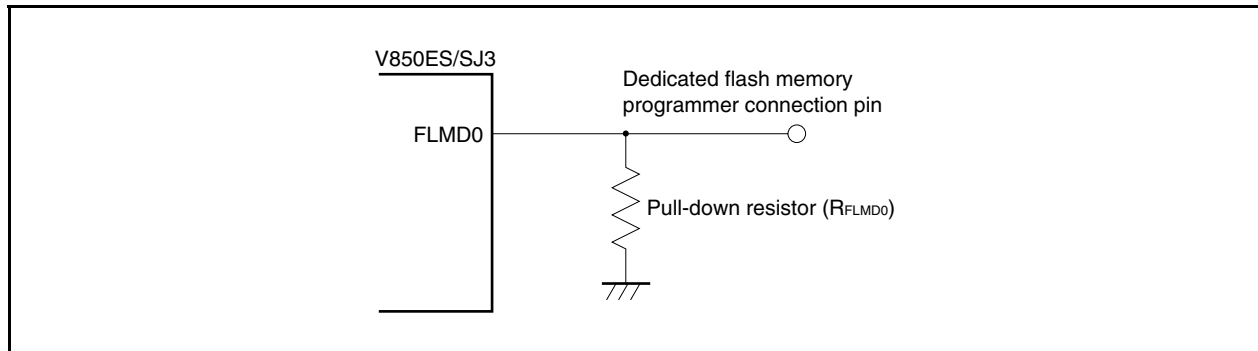 V850ES/SJ3
Dedicated flash memory
programmer connection pin
FLMD0
Pull-down resistor (RFLMD0)